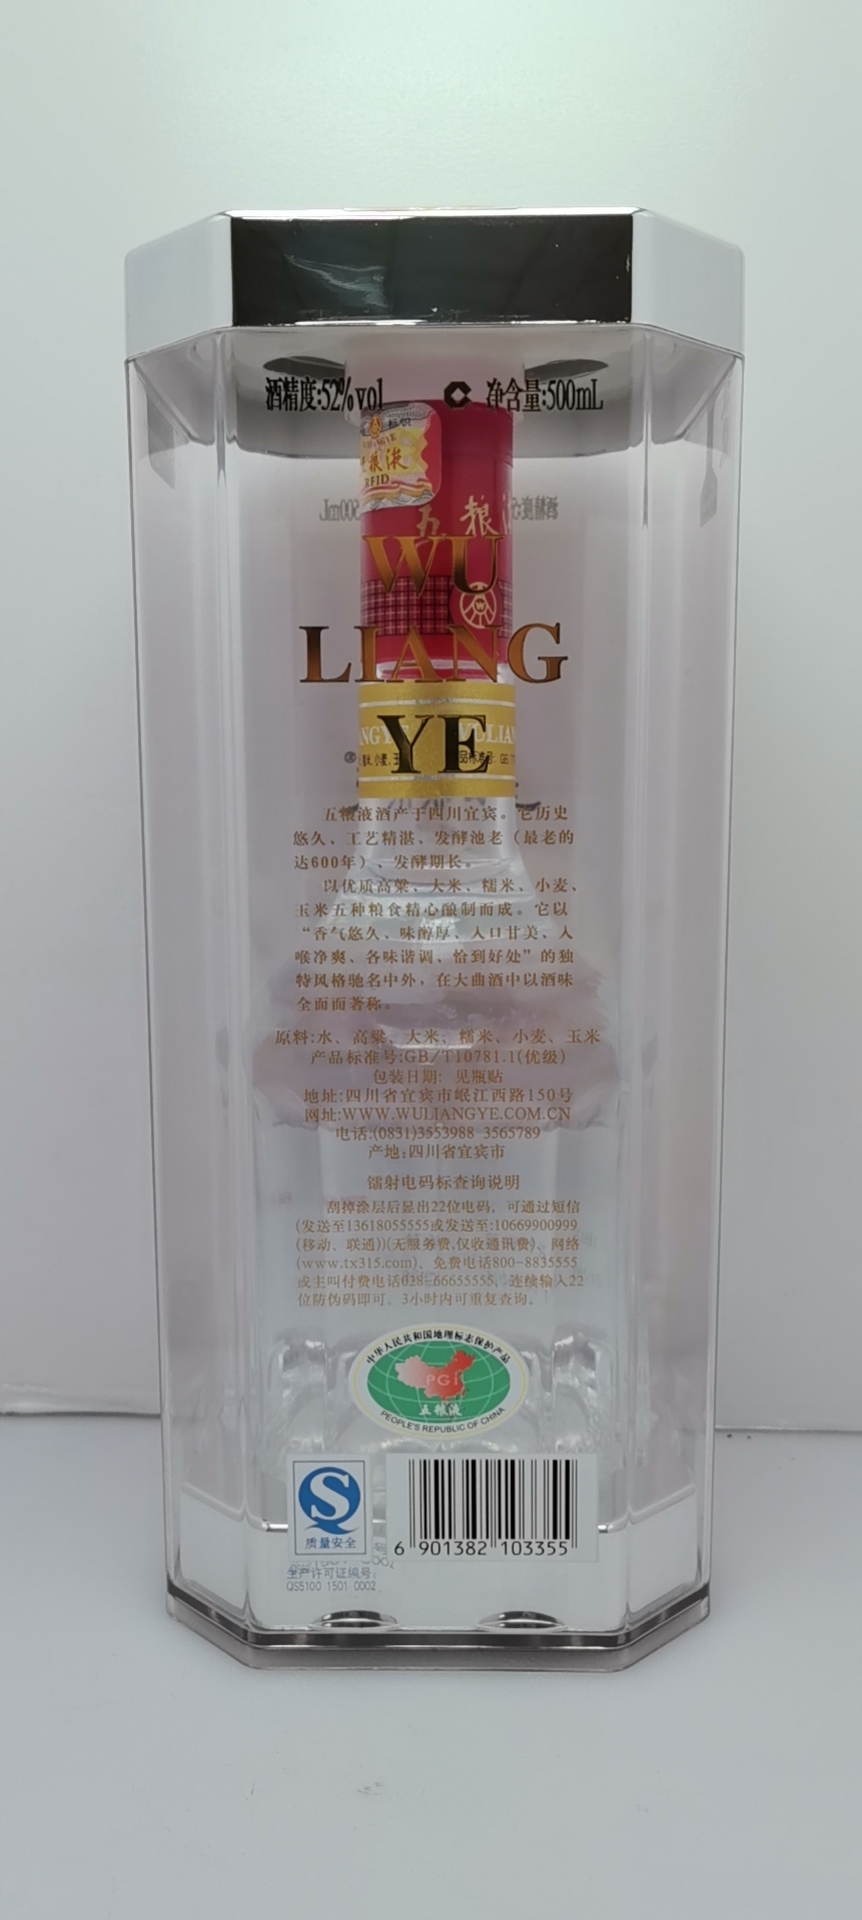 酒精度:52%vol 净含量:500mL
标识
粮液
RFID
五粮
WU
LIANG
YE
五粮液酒产于四川宜宾。它历史
悠久、工艺精湛、发酵池老（最老的
达600年）、发酵期长。
以优质高粱、大米、糯米、小麦、
玉米五种粮食精心酿制而成。它以
“香气悠久、味醇厚、入口甘美、入
喉净爽、各味谐调、恰到好处”的独
特风格驰名中外，在大曲酒中以酒味
全面而著称。
原料:水、高粱、大米、糯米、小麦、玉米
产品标准号:GB/T10781.1(优级)
包装日期: 见瓶贴
地址:四川省宜宾市岷江西路150号
网址:WWW.WULIANGYE.COM.CN
电话:(0831)3553988 3565789
产地:四川省宜宾市
镭射电码标查询说明
刮掉涂层后显出22位电码，可通过短信
(发送至13618055555或发送至:10669900999
(移动、联通))(无服务费,仅收通讯费)、网络
(www.tx315.com)、免费电话800-8835555
或主叫付费电话028-66655555，连续输入22
位防伪码即可。3小时内可重复查询。
中华人民共和国地理标志保护产品
PGI
五粮液
PEOPLE'S REPUBLIC OF CHINA
质量安全
6 901382 103355
生产许可证编号:
QS5100 1501 0002